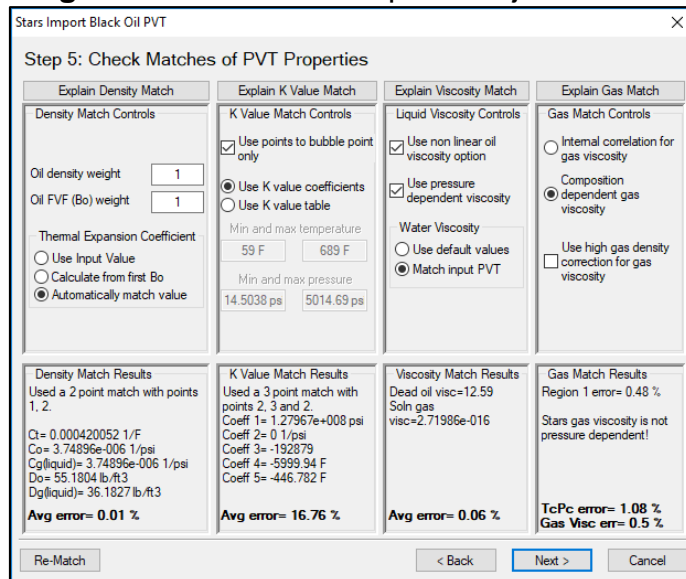 Stars Import Black Oil PVT
Step 5: Check Matches of PVT Properties
Explain Density Match
Explain K Value Match
Explain Viscosity Match
Explain Gas Match
Density Match Controls
Oil density weight 1
Oil FVF (Bo) weight 1
Thermal Expansion Coefficient
Use Input Value
Calculate from first Bo
Automatically match value
K Value Match Controls
Use points to bubble point
only
Use K value coefficients
Use K value table
Min and max temperature
59 F 689 F
Min and max pressure
14.5038 ps 5014.69 ps
Liquid Viscosity Controls
Use non linear oil
viscosity option
Use pressure
dependent viscosity
Water Viscosity
Use default values
Match input PVT
Gas Match Controls
Internal correlation for
gas viscosity
Composition
dependent gas
viscosity
Use high gas density
correction for gas
viscosity
Density Match Results
Used a 2 point match with points
1, 2.
Ct= 0.000420052 1/F
Co= 3.74896e-006 1/psi
Cg(liquid)= 3.74896e-006 1/psi
Do= 55.1804 lb/ft3
Dg(liquid)= 36.1827 lb/ft3
Avg error= 0.01 %
K Value Match Results
Used a 3 point match with
points 2, 3 and 2.
Coeff 1= 1.27967e+008 psi
Coeff 2= 0 1/psi
Coeff 3= -192879
Coeff 4= -5999.94 F
Coeff 5= -446.782 F
Avg error= 16.76 %
Viscosity Match Results
Dead oil visc=12.59
Soln gas
visc=2.71986e-016
Avg error= 0.06 %
Gas Match Results
Region 1 error= 0.48 %
Stars gas viscosity is not
pressure dependent!
TcPc error= 1.08 %
Gas Visc err= 0.5 %
Re-Match
< Back
Next >
Cancel